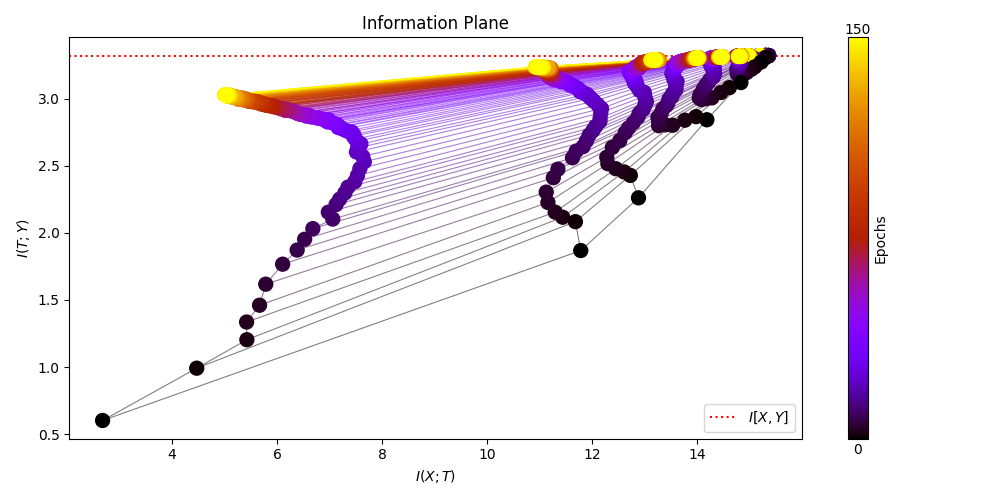 Information Plane
150
3.0
2.5
2.0
1.5
1.0
0.5
I(T; Y)
4 6 8 10 12 14
I(X; T)
I[X, Y]
Epochs
0